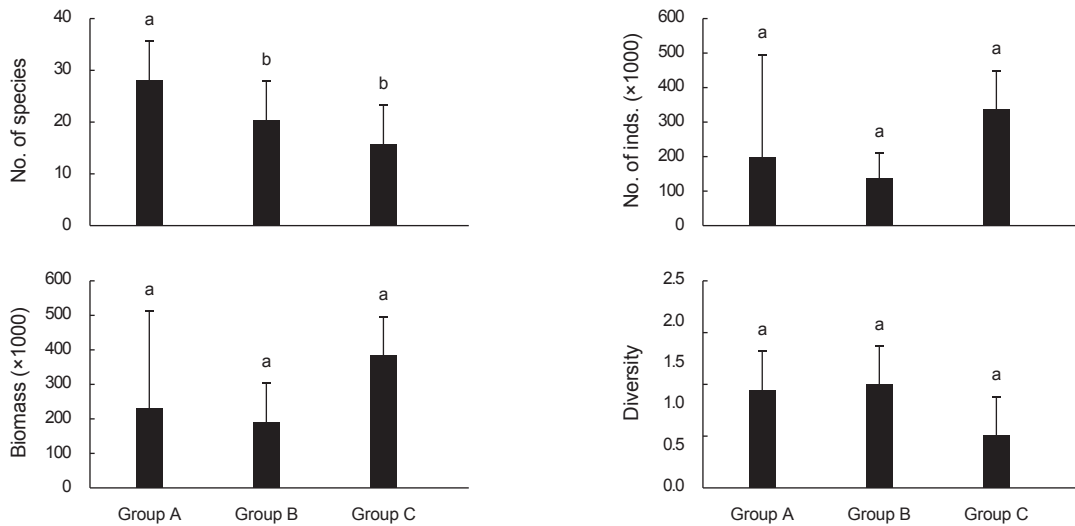 No. of species
40
30
20
10
0
a
b
b
No. of inds. (×1000)
600
500
400
300
200
100
0
a
a
a
Biomass (×1000)
600
500
400
300
200
100
0
a
a
a
Group A
Group B
Group C
Diversity
2.5
2.0
1.5
1.0
0.5
0.0
a
a
a
Group A
Group B
Group C